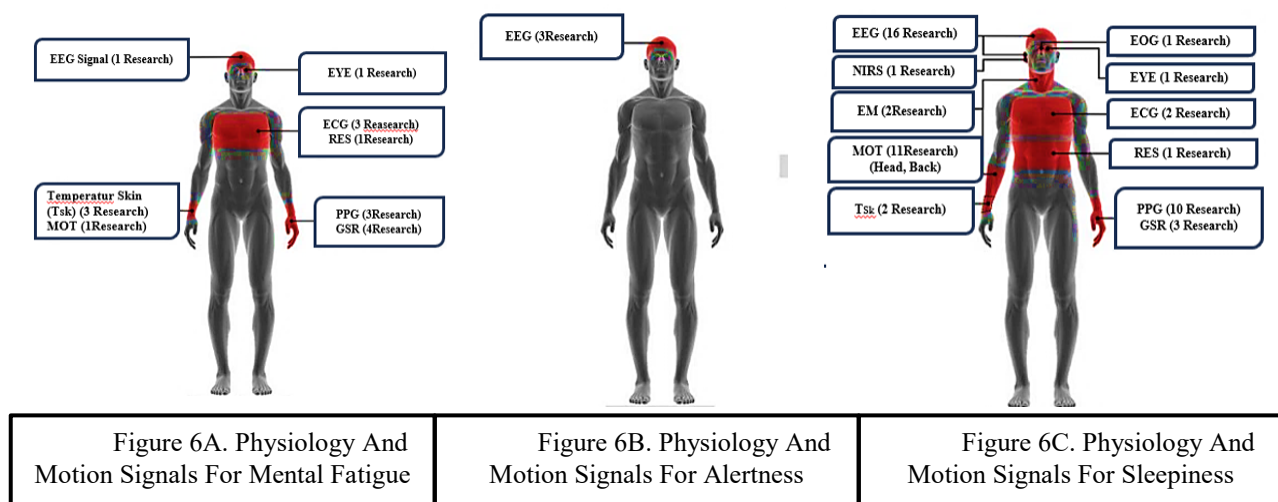 EEG Signal (1 Research)
EYE (1 Research)
ECG (3 Reasearch)
RES (1Research)
Temperatur Skin
(Tsk) (3 Research)
MOT (1Research)
PPG (3Research)
GSR (4Research)
Figure 6A. Physiology And
Motion Signals For Mental Fatigue
EEG (3Research)
Figure 6B. Physiology And
Motion Signals For Alertness
EEG (16 Research)
NIRS (1 Research)
EM (2Research)
MOT (11Research)
(Head, Back)
Tsk (2 Research)
EOG (1 Research)
EYE (1 Research)
ECG (2 Research)
RES (1 Research)
PPG (10 Research)
GSR (3 Research)
Figure 6C. Physiology And
Motion Signals For Sleepiness